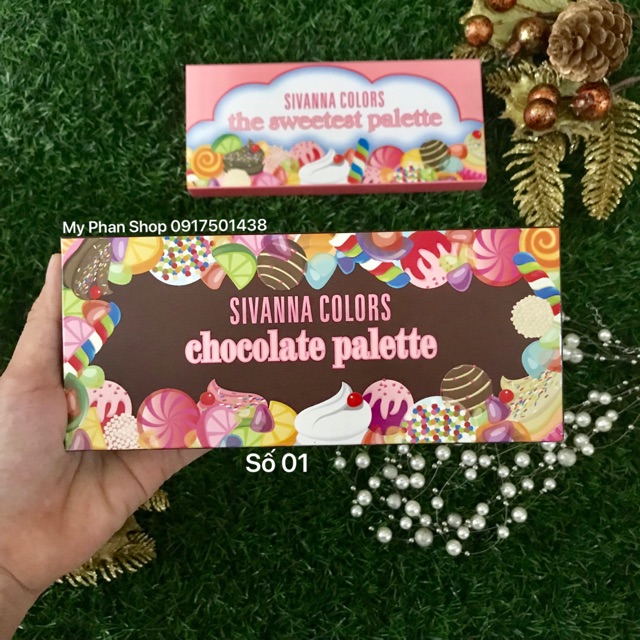 SIVANNA COLORS
the sweetest palette
My Phan Shop 0917501438
SIVANNA COLORS
chocolate palette
Số 01